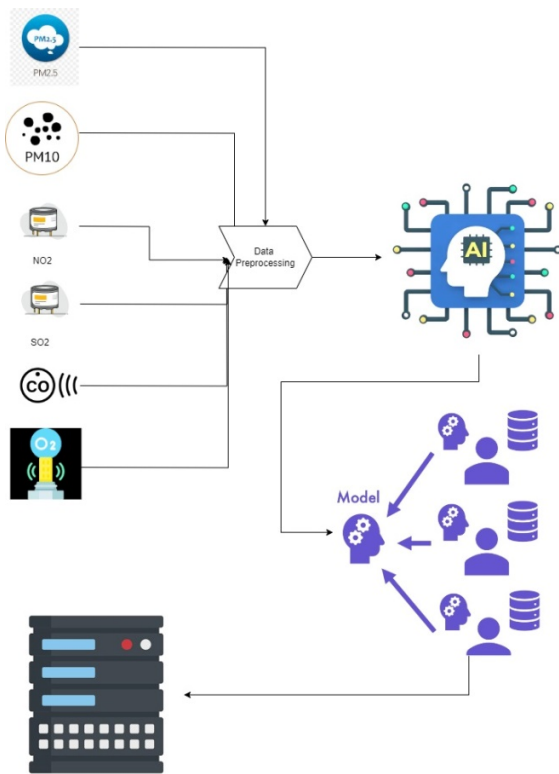 PM2.5
PM2.5
PM10
NO2
Data
Preprocessing
AI
SO2
CO
O2
Model